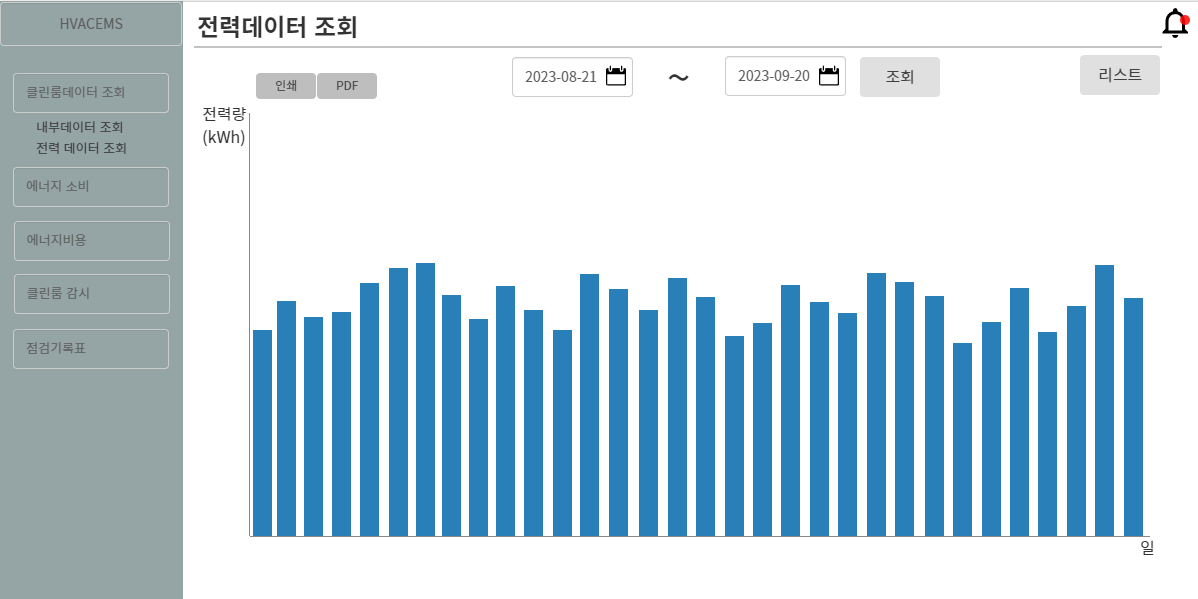 HVACEMS
클린룸데이터 조회
내부데이터 조회
전력 데이터 조회
에너지 소비
에너지비용
클린룸 감시
점검기록표
전력데이터 조회
인쇄 PDF
2023-08-21 ~ 2023-09-20 조회 리스트
전력량
(kWh)
일